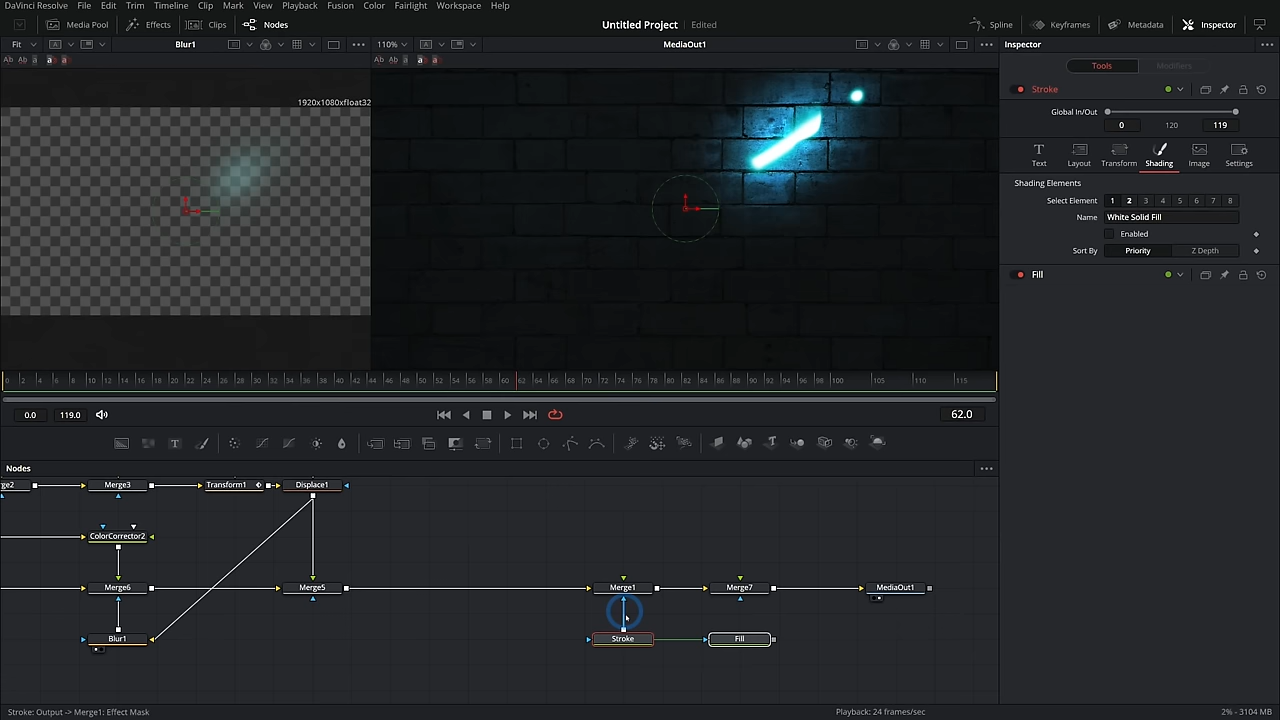 DaVinci Resolve File Edit Trim Timeline Clip Mark View Playback Fusion Color Fairlight Workspace Help
Media Pool Effects Clips Nodes Untitled Project Edited Spline Keyframes Metadata Inspector
Fit Blur1 110% MediaOut1 Inspector
Tools Modifiers
Stroke
1920x1080xfloat32
Global In/Out
0 120 119
Text Layout Transform Shading Image Settings
Shading Elements
Select Element 1 2 3 4 5 6 7 8
Name White Solid Fill
Enabled
Sort By Priority Z Depth
Fill
0 2 4 6 8 10 12 14 16 18 20 22 24 26 28 30 32 34 36 38 40 42 44 46 48 50 52 54 56 58 60 62 64 66 68 70 72 74 76 78 80 82 84 86 88 90 92 94 96 98 100 105 110 115
0.0 119.0 62.0
T
Nodes
ge2 Merge3 Transform1 Displace1
ColorCorrector2
Merge6 Merge5 Merge1 Merge7 MediaOut1
Blur1 Stroke Fill
Stroke: Output -> Merge1: Effect Mask Playback: 24 frames/sec 2% - 3104 MB